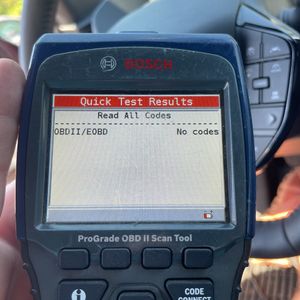 BOSCH
Quick Test Results
Read All Codes
OBDII/EOBD No codes
ProGrade OBD II Scan Tool
i
CODE
CONNECT